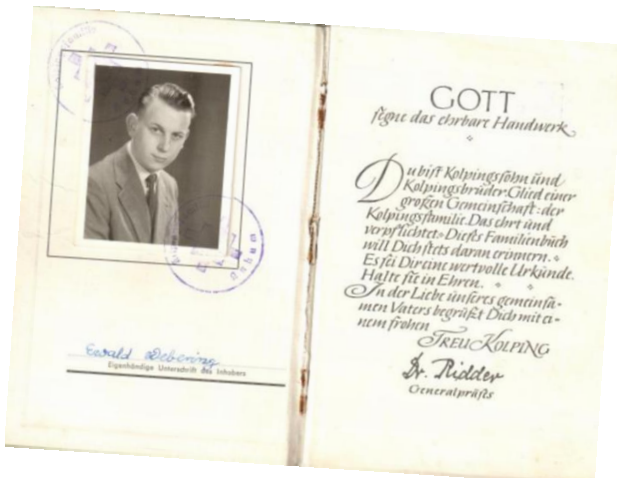 Ewald Debering
Eigenhändige Unterschrift des Inhabers
GOTT
segne das ehrbare Handwerk
Du bist Kolpingssohn und
Kolpingsbruder. Glied einer
großen Gemeinschaft: der
Kolpingsfamilie. Das ehrt und
verpflichtet. Dieses Familienbuch
will Dich stets daran erinnern.
Es sei Dir eine wertvolle Urkunde.
Halte sie in Ehren.
In der Liebe unseres gemeinsa-
men Vaters begrüßt Dich mit ei-
nem frohen
TREU KOLPING
Dr. Ridder
Generalpräses